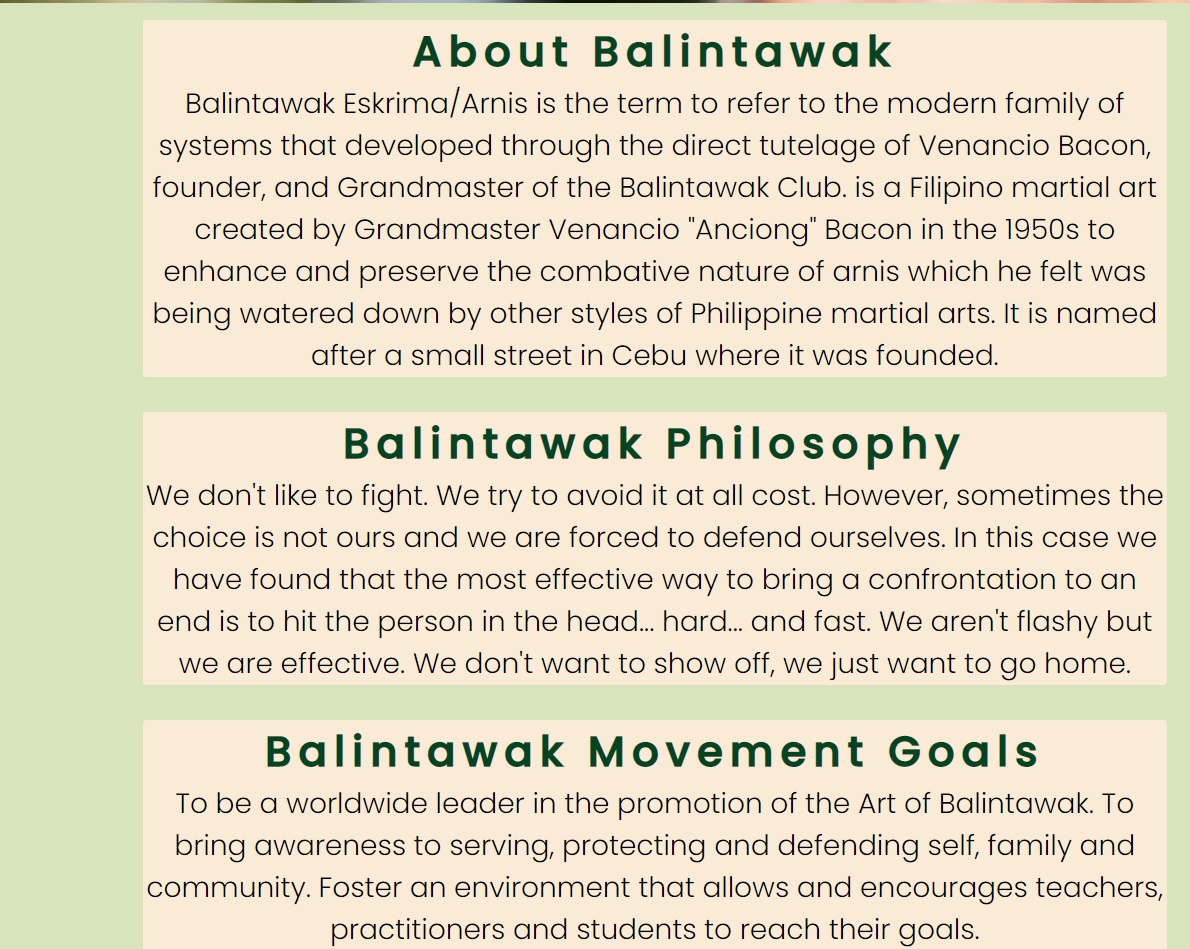 About Balintawak
Balintawak Eskrima/Arnis is the term to refer to the modern family of
systems that developed through the direct tutelage of Venancio Bacon,
founder, and Grandmaster of the Balintawak Club. is a Filipino martial art
created by Grandmaster Venancio "Anciong" Bacon in the 1950s to
enhance and preserve the combative nature of arnis which he felt was
being watered down by other styles of Philippine martial arts. It is named
after a small street in Cebu where it was founded.
Balintawak Philosophy
We don't like to fight. We try to avoid it at all cost. However, sometimes the
choice is not ours and we are forced to defend ourselves. In this case we
have found that the most effective way to bring a confrontation to an
end is to hit the person in the head... hard... and fast. We aren't flashy but
we are effective. We don't want to show off, we just want to go home.
Balintawak Movement Goals
To be a worldwide leader in the promotion of the Art of Balintawak. To
bring awareness to serving, protecting and defending self, family and
community. Foster an environment that allows and encourages teachers,
practitioners and students to reach their goals.